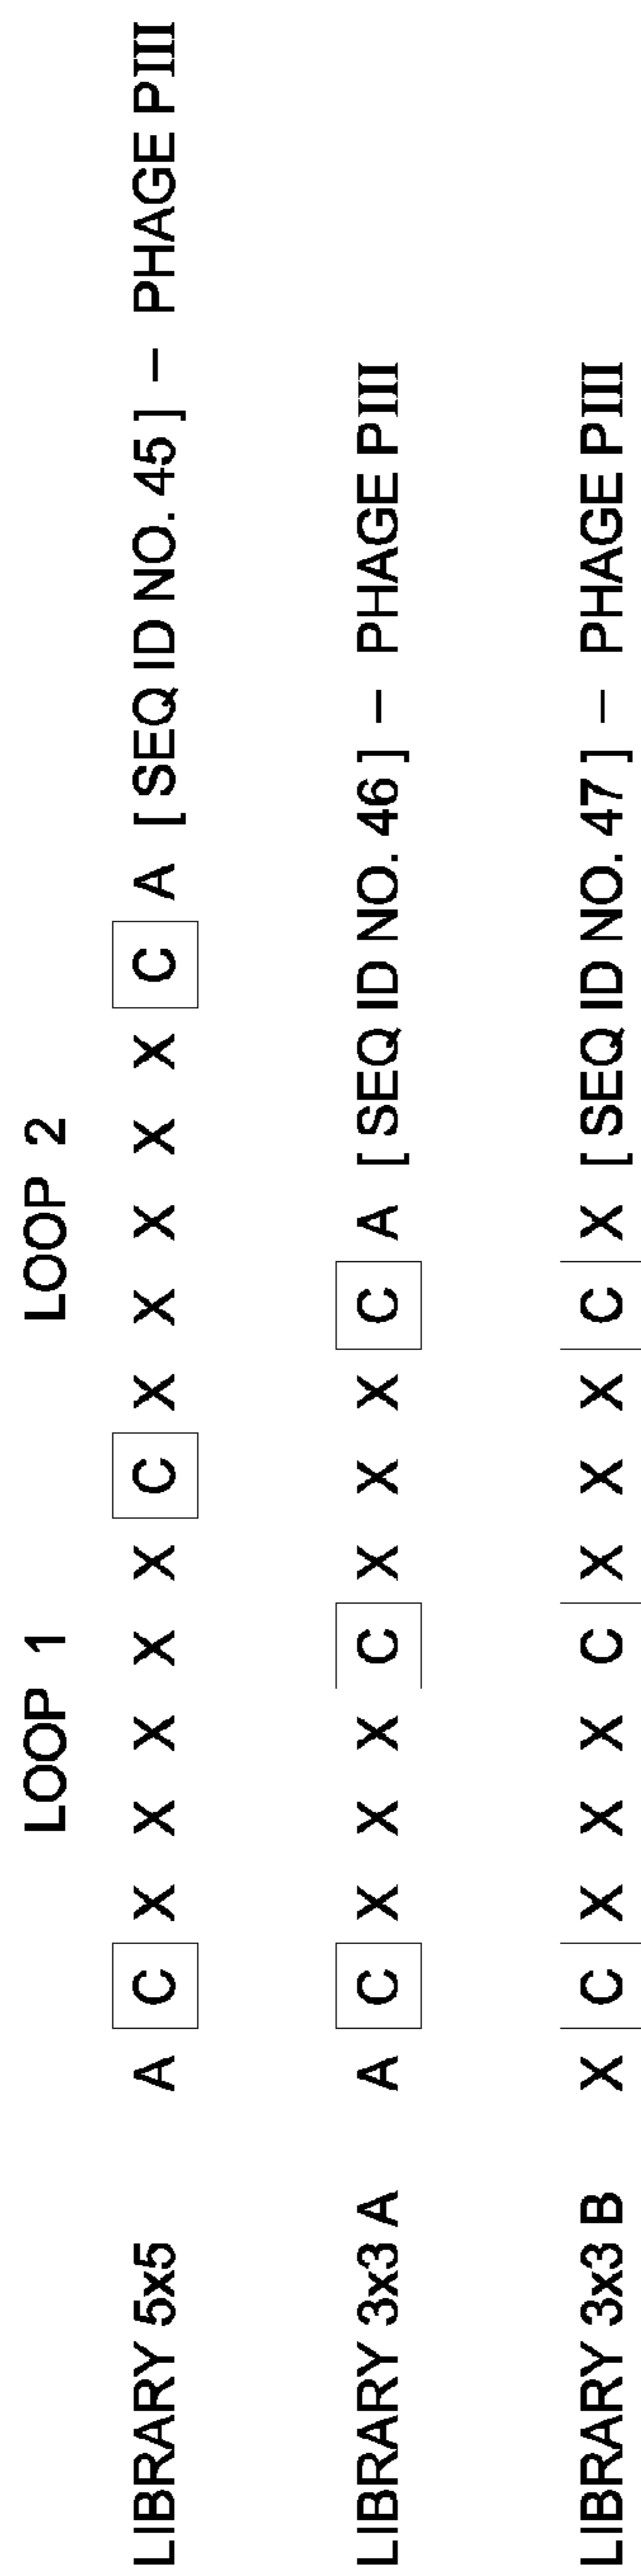 LOOP 1 LOOP 2
LIBRARY 5x5 A C X X X X X C X X X X X C A [ SEQ ID NO. 45 ] – PHAGE PIII
LIBRARY 3x3 A A C X X X C X X X C A [ SEQ ID NO. 46 ] – PHAGE PIII
LIBRARY 3x3 B X C X X X C X X X C X [ SEQ ID NO. 47 ] – PHAGE PIII